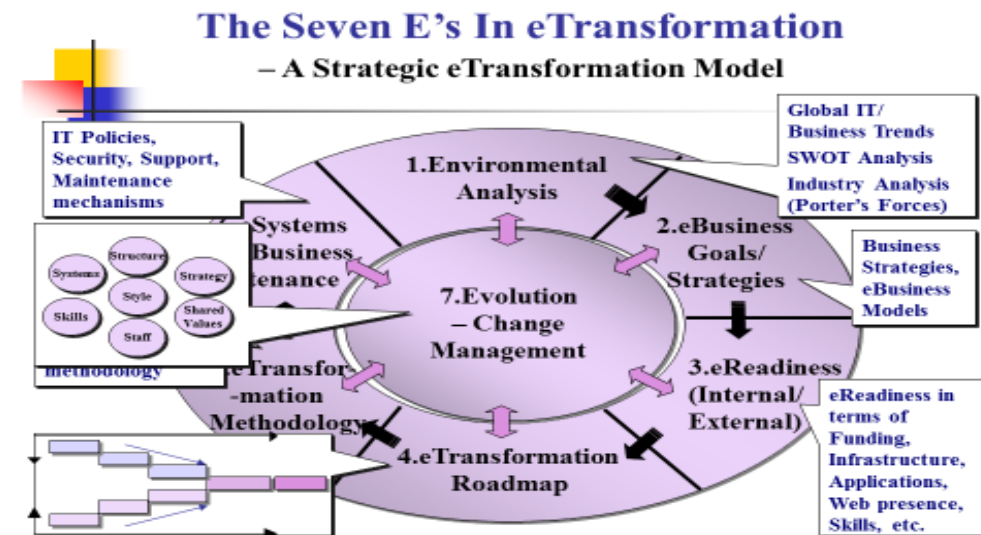 The Seven E's In eTransformation
– A Strategic eTransformation Model
IT Policies,
Security, Support,
Maintenance
mechanisms
Global IT/
Business Trends
SWOT Analysis
Industry Analysis
(Porter's Forces)
1.Environmental
Analysis
2.eBusiness
Goals/
Strategies
Business
Strategies,
eBusiness
Models
Systems
Business
tenance
Structure
Systems
Strategy
Style
Skills
Shared
Values
Staff
methodology
7.Evolution
– Change
Management
3.eReadiness
(Internal/
External)
eReadiness in
terms of
Funding,
Infrastructure,
Applications,
Web presence,
Skills, etc.
eTransfor-
-mation
Methodology
4.eTransformation
Roadmap